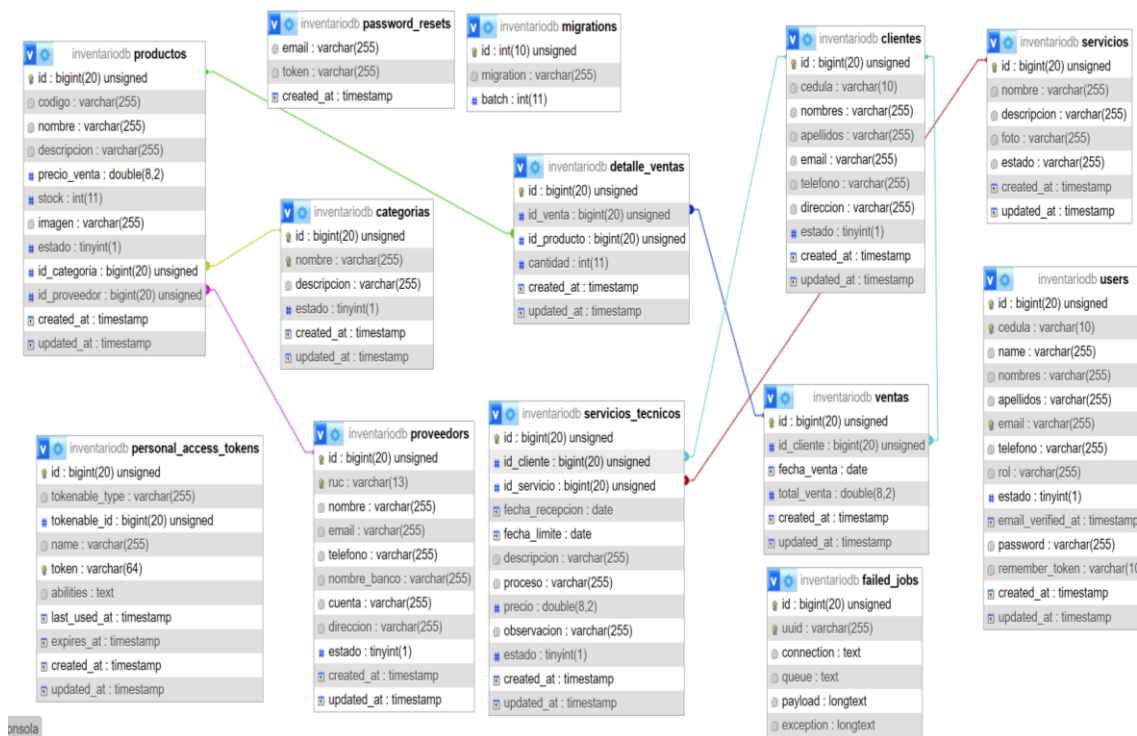 inventariodb productos
id : bigint(20) unsigned
codigo : varchar(255)
nombre : varchar(255)
descripcion : varchar(255)
precio_venta : double(8,2)
stock : int(11)
imagen : varchar(255)
estado : tinyint(1)
id_categoria : bigint(20) unsigned
id_proveedor : bigint(20) unsigned
created_at : timestamp
updated_at : timestamp
inventariodb password_resets
email : varchar(255)
token : varchar(255)
created_at : timestamp
inventariodb migrations
id : int(10) unsigned
migration : varchar(255)
batch : int(11)
inventariodb clientes
id : bigint(20) unsigned
cedula : varchar(10)
nombres : varchar(255)
apellidos : varchar(255)
email : varchar(255)
telefono : varchar(255)
direccion : varchar(255)
estado : tinyint(1)
created_at : timestamp
updated_at : timestamp
inventariodb servicios
id : bigint(20) unsigned
nombre : varchar(255)
descripcion : varchar(255)
foto : varchar(255)
estado : varchar(255)
created_at : timestamp
updated_at : timestamp
inventariodb categorias
id : bigint(20) unsigned
nombre : varchar(255)
descripcion : varchar(255)
estado : tinyint(1)
created_at : timestamp
updated_at : timestamp
inventariodb detalle_ventas
id : bigint(20) unsigned
id_venta : bigint(20) unsigned
id_producto : bigint(20) unsigned
cantidad : int(11)
created_at : timestamp
updated_at : timestamp
inventariodb users
id : bigint(20) unsigned
cedula : varchar(10)
name : varchar(255)
nombres : varchar(255)
apellidos : varchar(255)
email : varchar(255)
telefono : varchar(255)
rol : varchar(255)
estado : tinyint(1)
email_verified_at : timestamp
password : varchar(255)
remember_token : varchar(10
created_at : timestamp
updated_at : timestamp
inventariodb personal_access_tokens
id : bigint(20) unsigned
tokenable_type : varchar(255)
tokenable_id : bigint(20) unsigned
name : varchar(255)
token : varchar(64)
abilities : text
last_used_at : timestamp
expires_at : timestamp
created_at : timestamp
updated_at : timestamp
inventariodb proveedors
id : bigint(20) unsigned
ruc : varchar(13)
nombre : varchar(255)
email : varchar(255)
telefono : varchar(255)
nombre_banco : varchar(255)
cuenta : varchar(255)
direccion : varchar(255)
estado : tinyint(1)
created_at : timestamp
updated_at : timestamp
inventariodb servicios_tecnicos
id : bigint(20) unsigned
id_cliente : bigint(20) unsigned
id_servicio : bigint(20) unsigned
fecha_recepcion : date
fecha_limite : date
descripcion : varchar(255)
proceso : varchar(255)
precio : double(8,2)
observacion : varchar(255)
estado : tinyint(1)
created_at : timestamp
updated_at : timestamp
inventariodb ventas
id : bigint(20) unsigned
id_cliente : bigint(20) unsigned
fecha_venta : date
total_venta : double(8,2)
created_at : timestamp
updated_at : timestamp
inventariodb failed_jobs
id : bigint(20) unsigned
uuid : varchar(255)
connection : text
queue : text
payload : longtext
exception : longtext
onsola